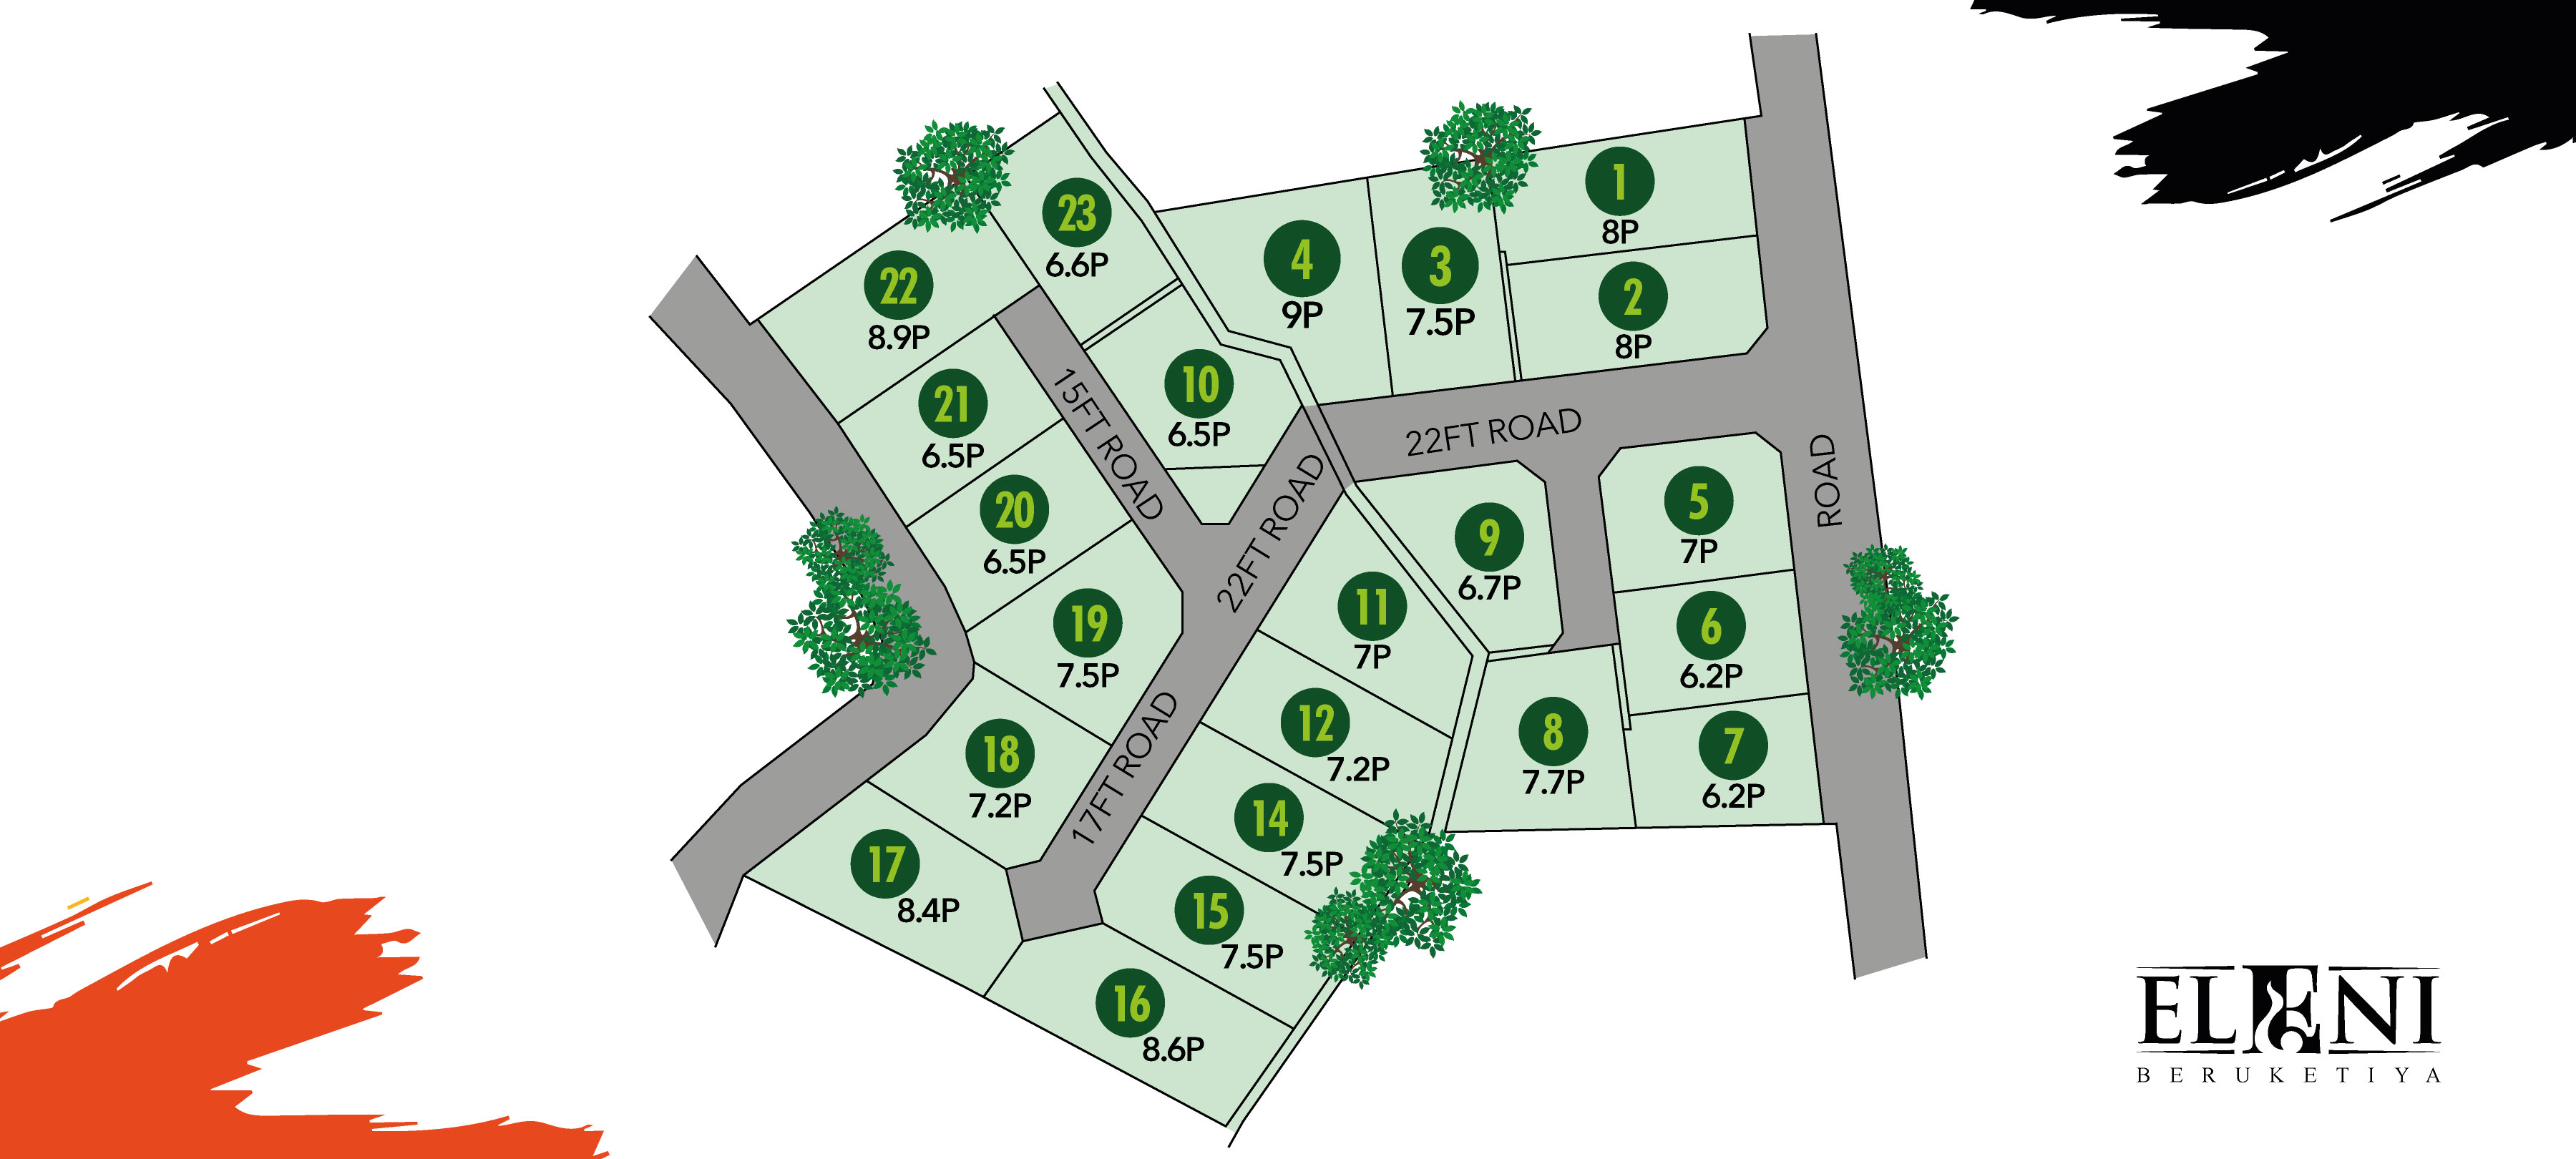 1
8P
2
8P
3
7.5P
4
9P
23
6.6P
22
8.9P
10
6.5P
21
6.5P
15FT ROAD
22FT ROAD
ROAD
20
6.5P
22FT ROAD
5
7P
9
6.7P
19
7.5P
11
7P
6
6.2P
18
7.2P
17FT ROAD
12
7.2P
8
7.7P
7
6.2P
17
8.4P
14
7.5P
15
7.5P
16
8.6P
ELENI
BERUKETIYA